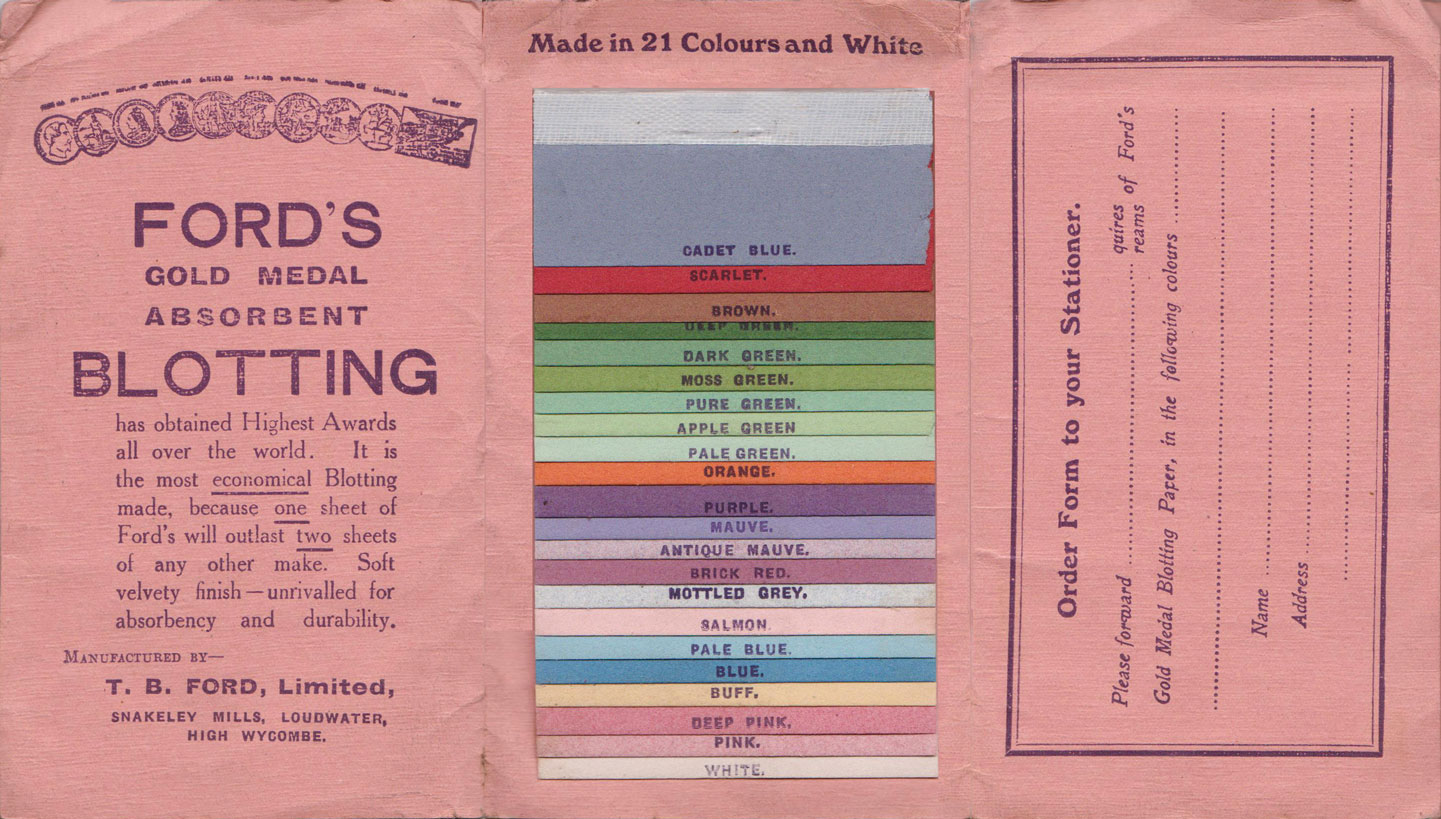 FORD'S
GOLD MEDAL
ABSORBENT
BLOTTING
has obtained Highest Awards
all over the world. It is
the most economical Blotting
made, because one sheet of
Ford's will outlast two sheets
of any other make. Soft
velvety finish—unrivalled for
absorbency and durability.
MANUFACTURED BY—
T. B. FORD, Limited,
SNAKELEY MILLS, LOUDWATER,
HIGH WYCOMBE.
Made in 21 Colours and White
CADET BLUE.
SCARLET.
BROWN.
DEEP GREEN.
DARK GREEN.
MOSS GREEN.
PURE GREEN.
APPLE GREEN
PALE GREEN.
ORANGE.
PURPLE.
MAUVE.
ANTIQUE MAUVE.
BRICK RED.
MOTTLED GREY.
SALMON.
PALE BLUE.
BLUE.
BUFF.
DEEP PINK.
PINK.
WHITE.
Order Form to your Stationer.
Please forward ........ quires reams of Ford's
Gold Medal Blotting Paper, in the following colours ........
Name ........
Address ........